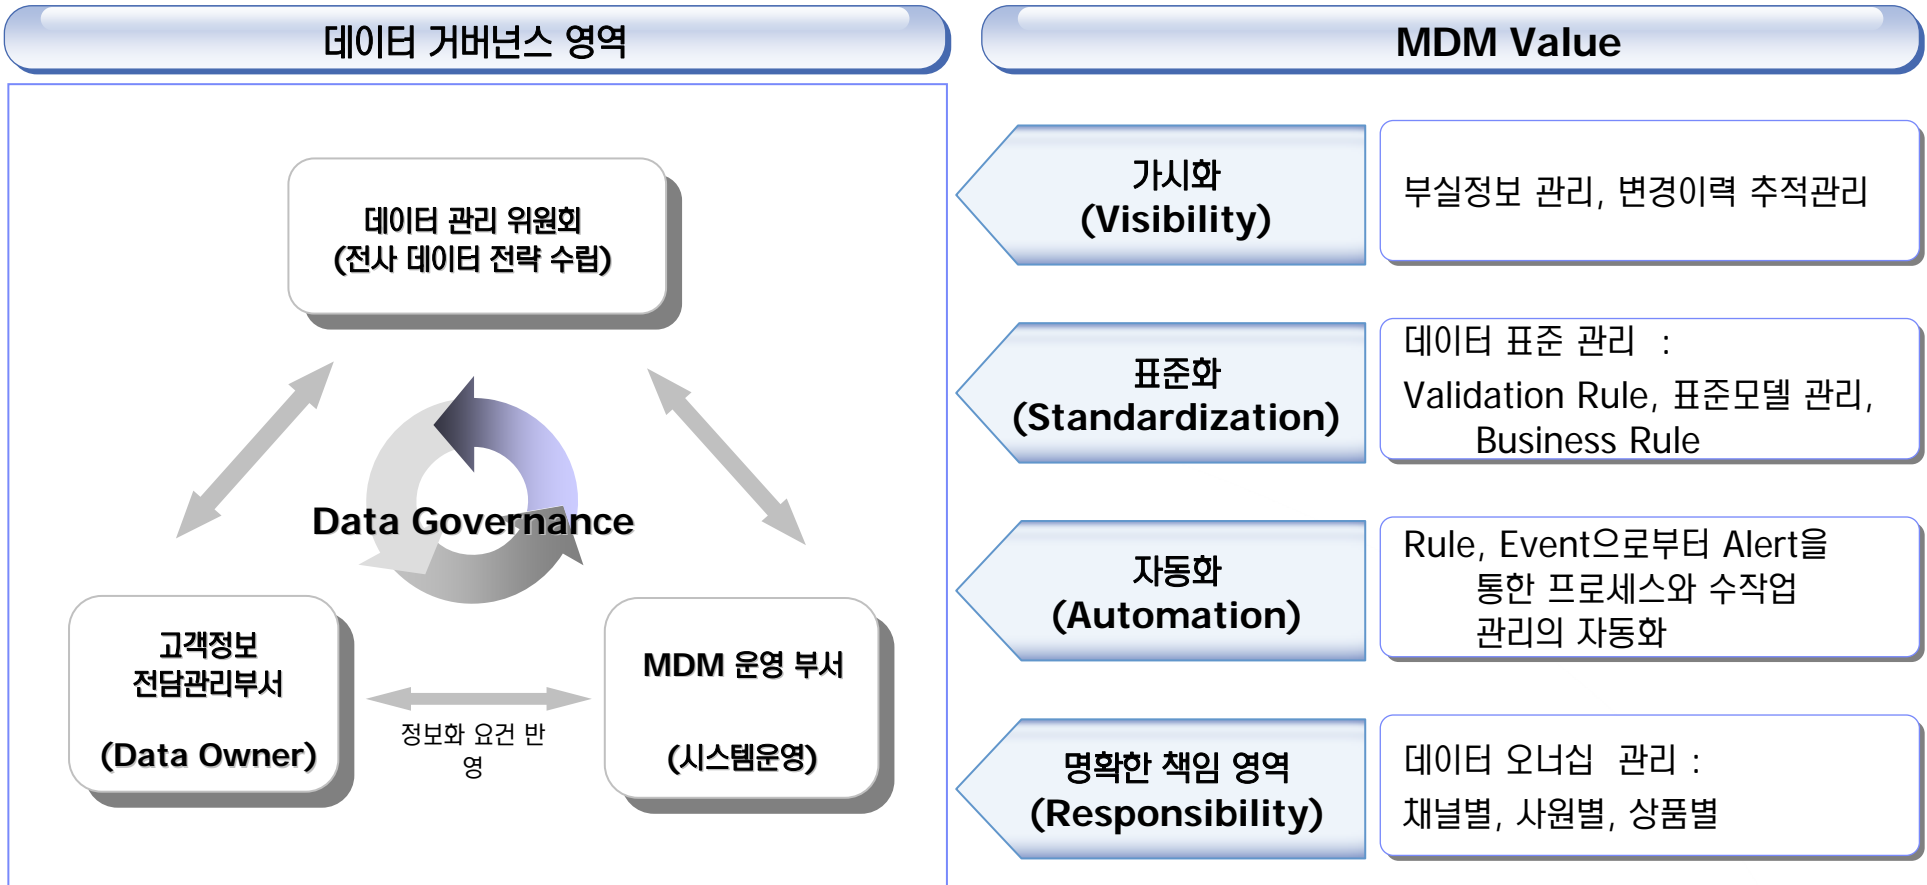 데이터 거버넌스 영역
데이터 관리 위원회
(전사 데이터 전략 수립)
Data Governance
고객정보
전담관리부서
(Data Owner)
정보화 요건 반
영
MDM 운영 부서
(시스템운영)
MDM Value
가시화
(Visibility)
부실정보 관리, 변경이력 추적관리
표준화
(Standardization)
데이터 표준 관리 :
Validation Rule, 표준모델 관리,
Business Rule
자동화
(Automation)
Rule, Event으로부터 Alert을
통한 프로세스와 수작업
관리의 자동화
명확한 책임 영역
(Responsibility)
데이터 오너십 관리 :
채널별, 사원별, 상품별